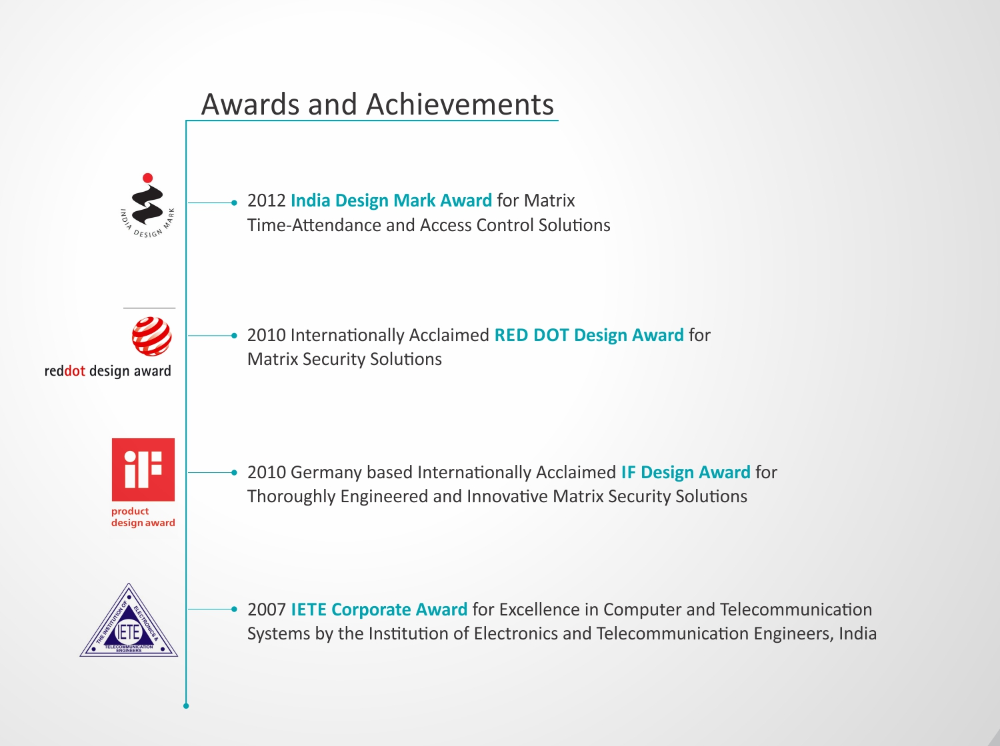 Awards and Achievements
INDIA DESIGN MARK
2012 India Design Mark Award for Matrix
Time-Attendance and Access Control Solutions
reddot design award
2010 Internationally Acclaimed RED DOT Design Award for
Matrix Security Solutions
iF
product
design award
2010 Germany based Internationally Acclaimed IF Design Award for
Thoroughly Engineered and Innovative Matrix Security Solutions
THE INSTITUTION OF
ELECTRONICS &
IETE
TELECOMMUNICATION
ENGINEERS
2007 IETE Corporate Award for Excellence in Computer and Telecommunication
Systems by the Institution of Electronics and Telecommunication Engineers, India